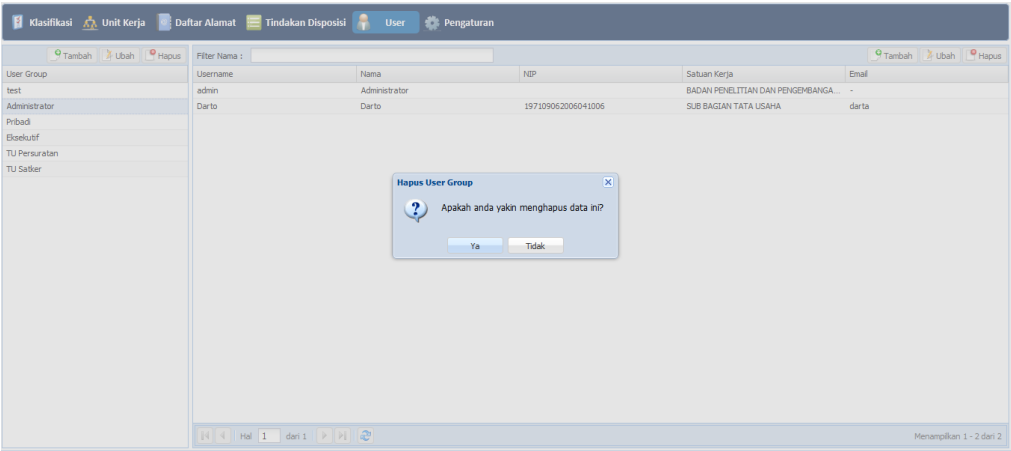 Klasifikasi Unit Kerja Daftar Alamat Tindakan Disposisi User Pengaturan
Tambah Ubah Hapus Filter Nama : Tambah Ubah Hapus
User Group Username Nama NIP Satuan Kerja Email
test admin Administrator BADAN PENELITIAN DAN PENGEMBANGA... -
Administrator Darto Darto 197109062006041006 SUB BAGIAN TATA USAHA darta
Pribadi
Eksekutif
TU Persuratan
TU Satker
Hapus User Group
Apakah anda yakin menghapus data ini?
Ya Tidak
Hal 1 dari 1 Menampilkan 1 - 2 dari 2